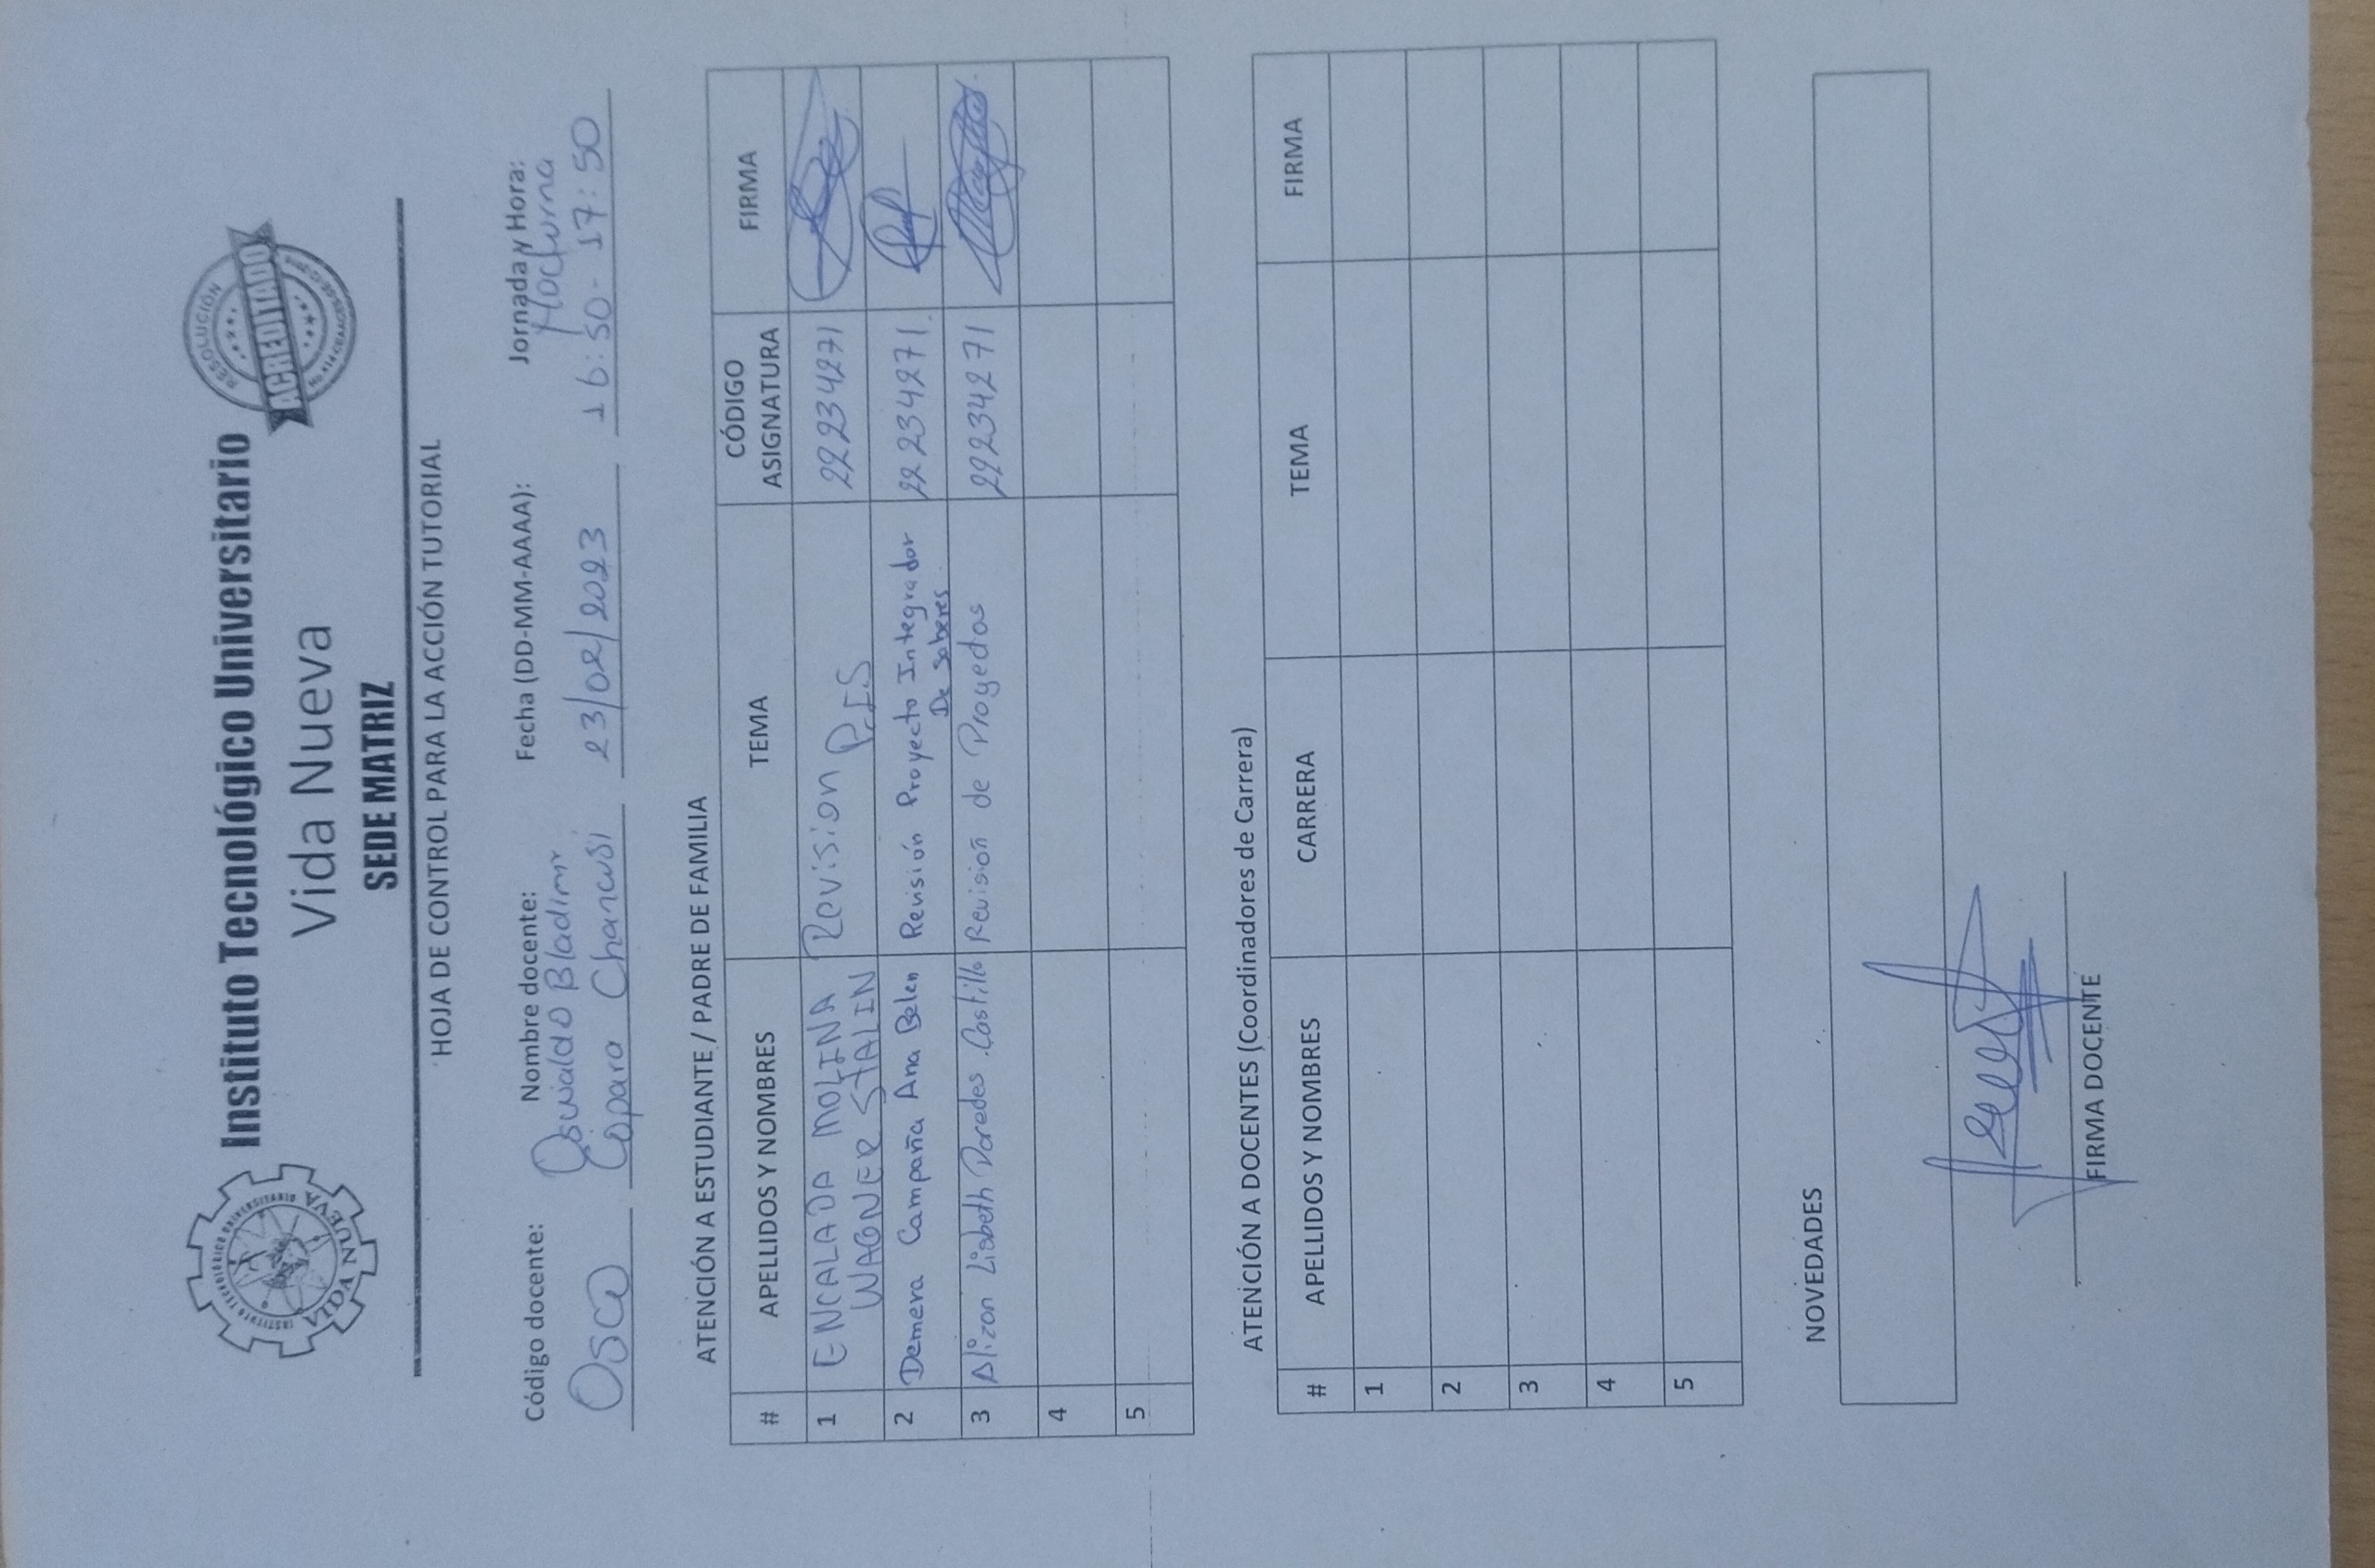 Instituto Tecnológico Universitario
Vida Nueva
SEDE MATRIZ
INSTITUTO TECNOLÓGICO UNIVERSITARIO
VIDA NUEVA
RESOLUCIÓN
ACREDITADO
HOJA DE CONTROL PARA LA ACCIÓN TUTORIAL
Código docente: Nombre docente: Fecha (DD-MM-AAAA): Jornada y Hora:
Osca
Oswaldo Bladimir
Copara Chancusi
23/02/2023
Nocturna
16:50-17:50
ATENCIÓN A ESTUDIANTE / PADRE DE FAMILIA
# APELLIDOS Y NOMBRES TEMA CÓDIGO ASIGNATURA FIRMA
1 ENCALADA MOLINA WAGNER STALIN Revision P.I.S 222334271
2 Demera Campaña Ana Belen Revisión Proyecto Integrador De Saberes 222334271.
3 Alizon Lisbeth Paredes Castillo Revisión de Proyectos 222334271
4
5
ATENCIÓN A DOCENTES (Coordinadores de Carrera)
# APELLIDOS Y NOMBRES CARRERA TEMA FIRMA
1
2
3
4
5
NOVEDADES
FIRMA DOCENTE